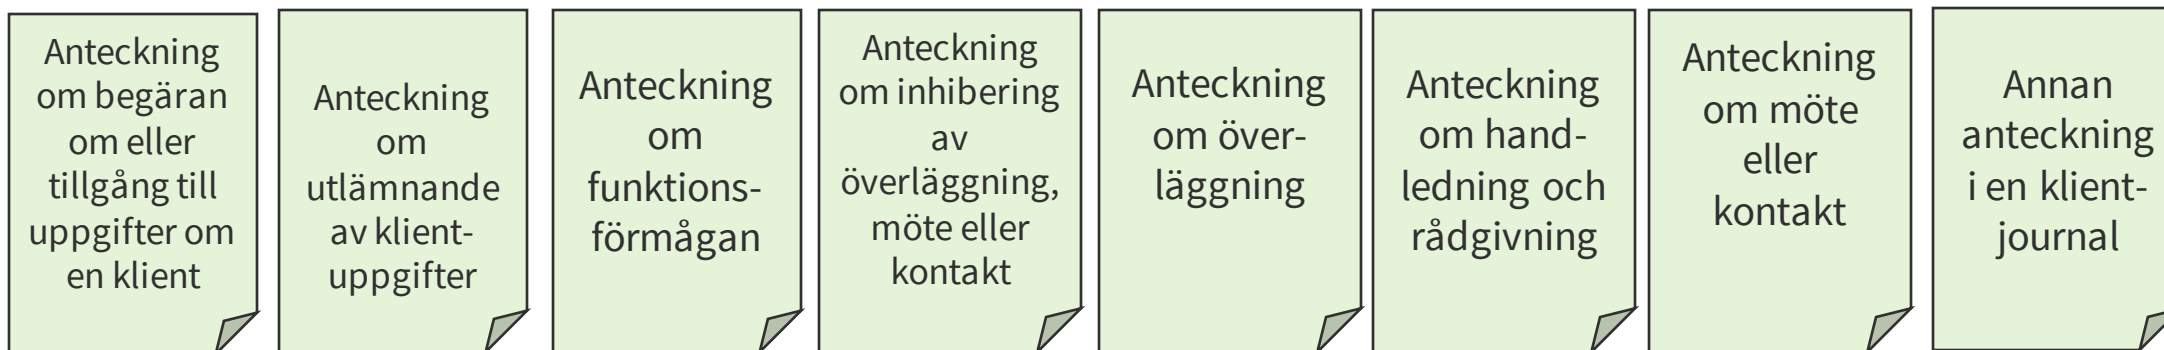 Anteckning
om begäran
om eller
tillgång till
uppgifter om
en klient
Anteckning
om
utlämnande
av klient-
uppgifter
Anteckning
om
funktions-
förmågan
Anteckning
om inhibering
av
överläggning,
möte eller
kontakt
Anteckning
om över-
läggning
Anteckning
om hand-
ledning och
rådgivning
Anteckning
om möte
eller
kontakt
Annan
anteckning
i en klient-
journal